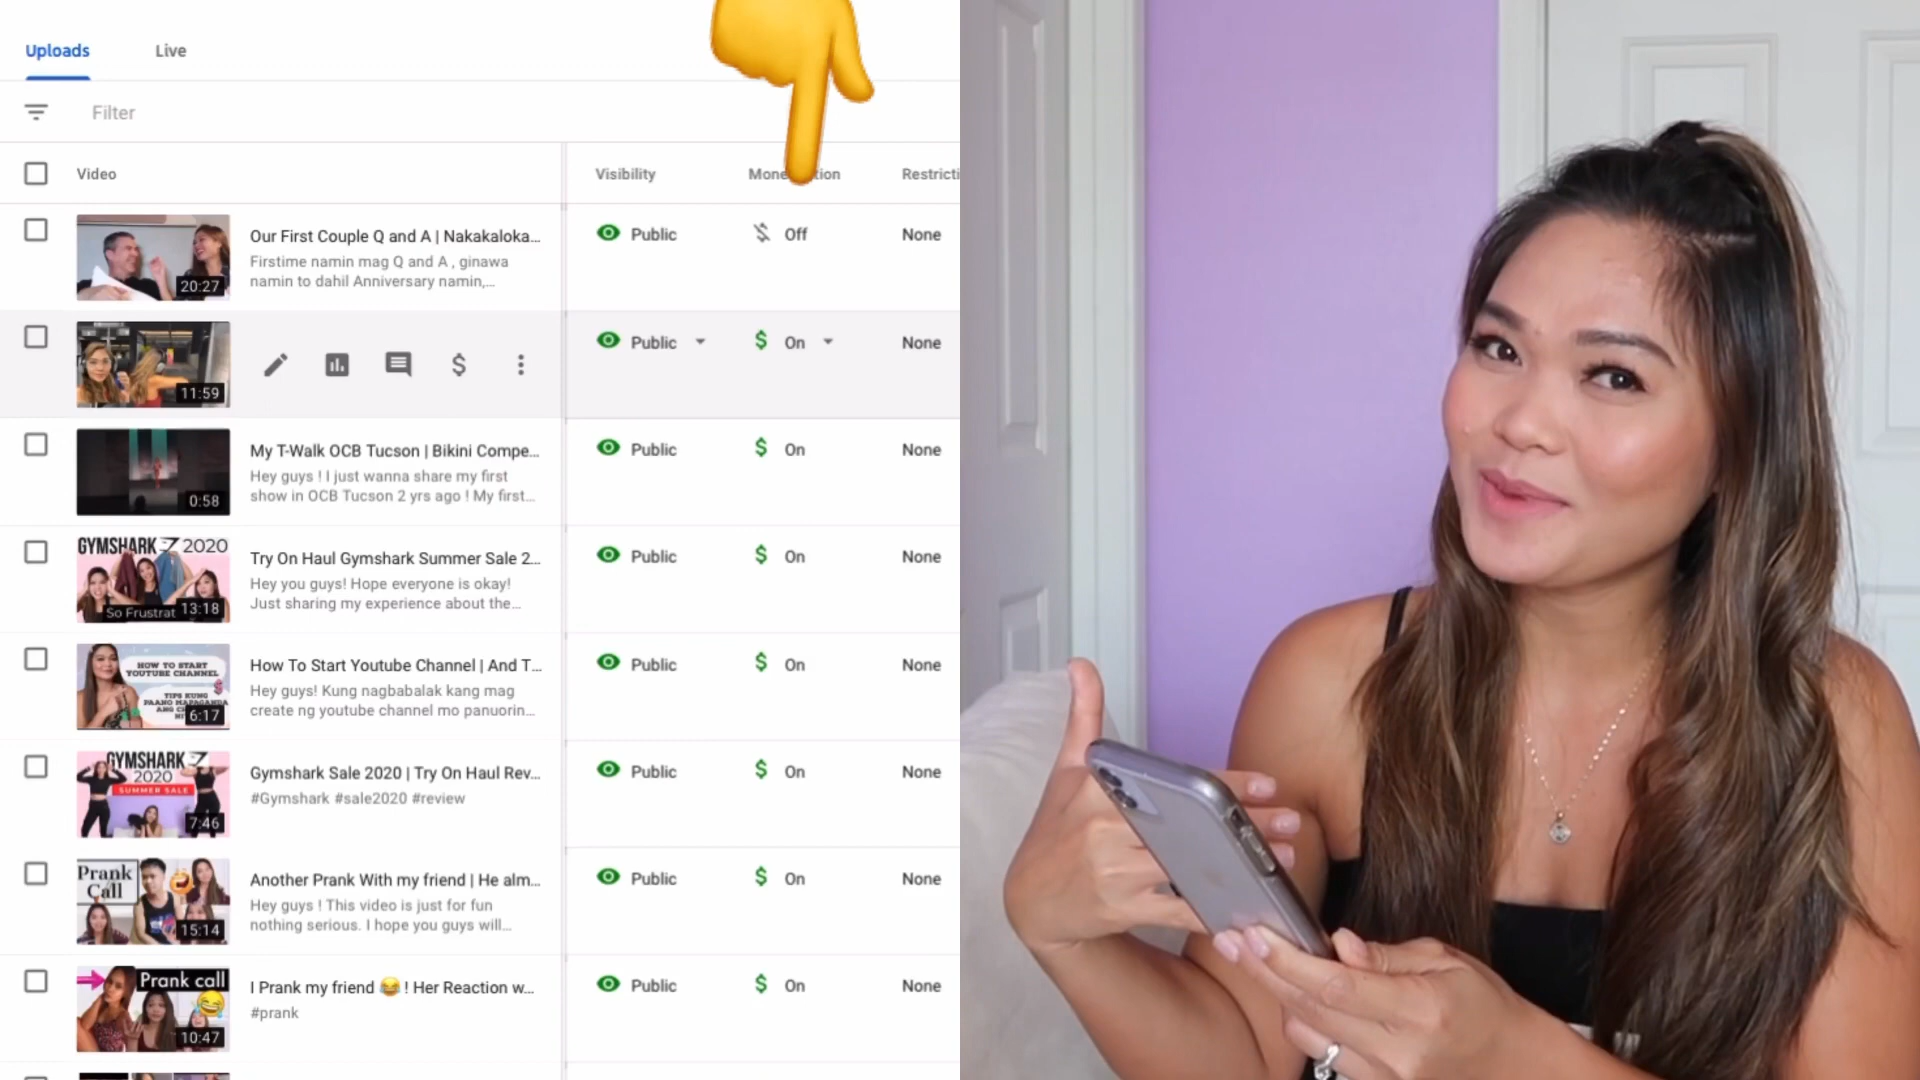 Uploads Live
Filter
Video Visibility Mone tion Restricti
Our First Couple Q and A | Nakakaloka... Public Off None
Firstime namin mag Q and A , ginawa
namin to dahil Anniversary namin,...
20:27
Public On None
11:59
My T-Walk OCB Tucson | Bikini Compe... Public On None
Hey guys ! I just wanna share my first
show in OCB Tucson 2 yrs ago ! My first...
0:58
GYMSHARK 2020
Try On Haul Gymshark Summer Sale 2... Public On None
Hey you guys! Hope everyone is okay!
Just sharing my experience about the...
So Frustrat 13:18
How To Start Youtube Channel | And T... Public On None
HOW TO START
YOUTUBE CHANNEL
Hey guys! Kung nagbabalak kang mag
create ng youtube channel mo panuorin...
TIPS KUNG
PAANO MAPAGANDA
6:17
GYMSHARK
2020
SUMMER SALE
Gymshark Sale 2020 | Try On Haul Rev... Public On None
#Gymshark #sale2020 #review
7:46
Prank
Call
Another Prank With my friend | He alm... Public On None
Hey guys ! This video is just for fun
nothing serious. I hope you guys will...
15:14
Prank call
I Prank my friend 😂 ! Her Reaction w... Public On None
#prank
10:47